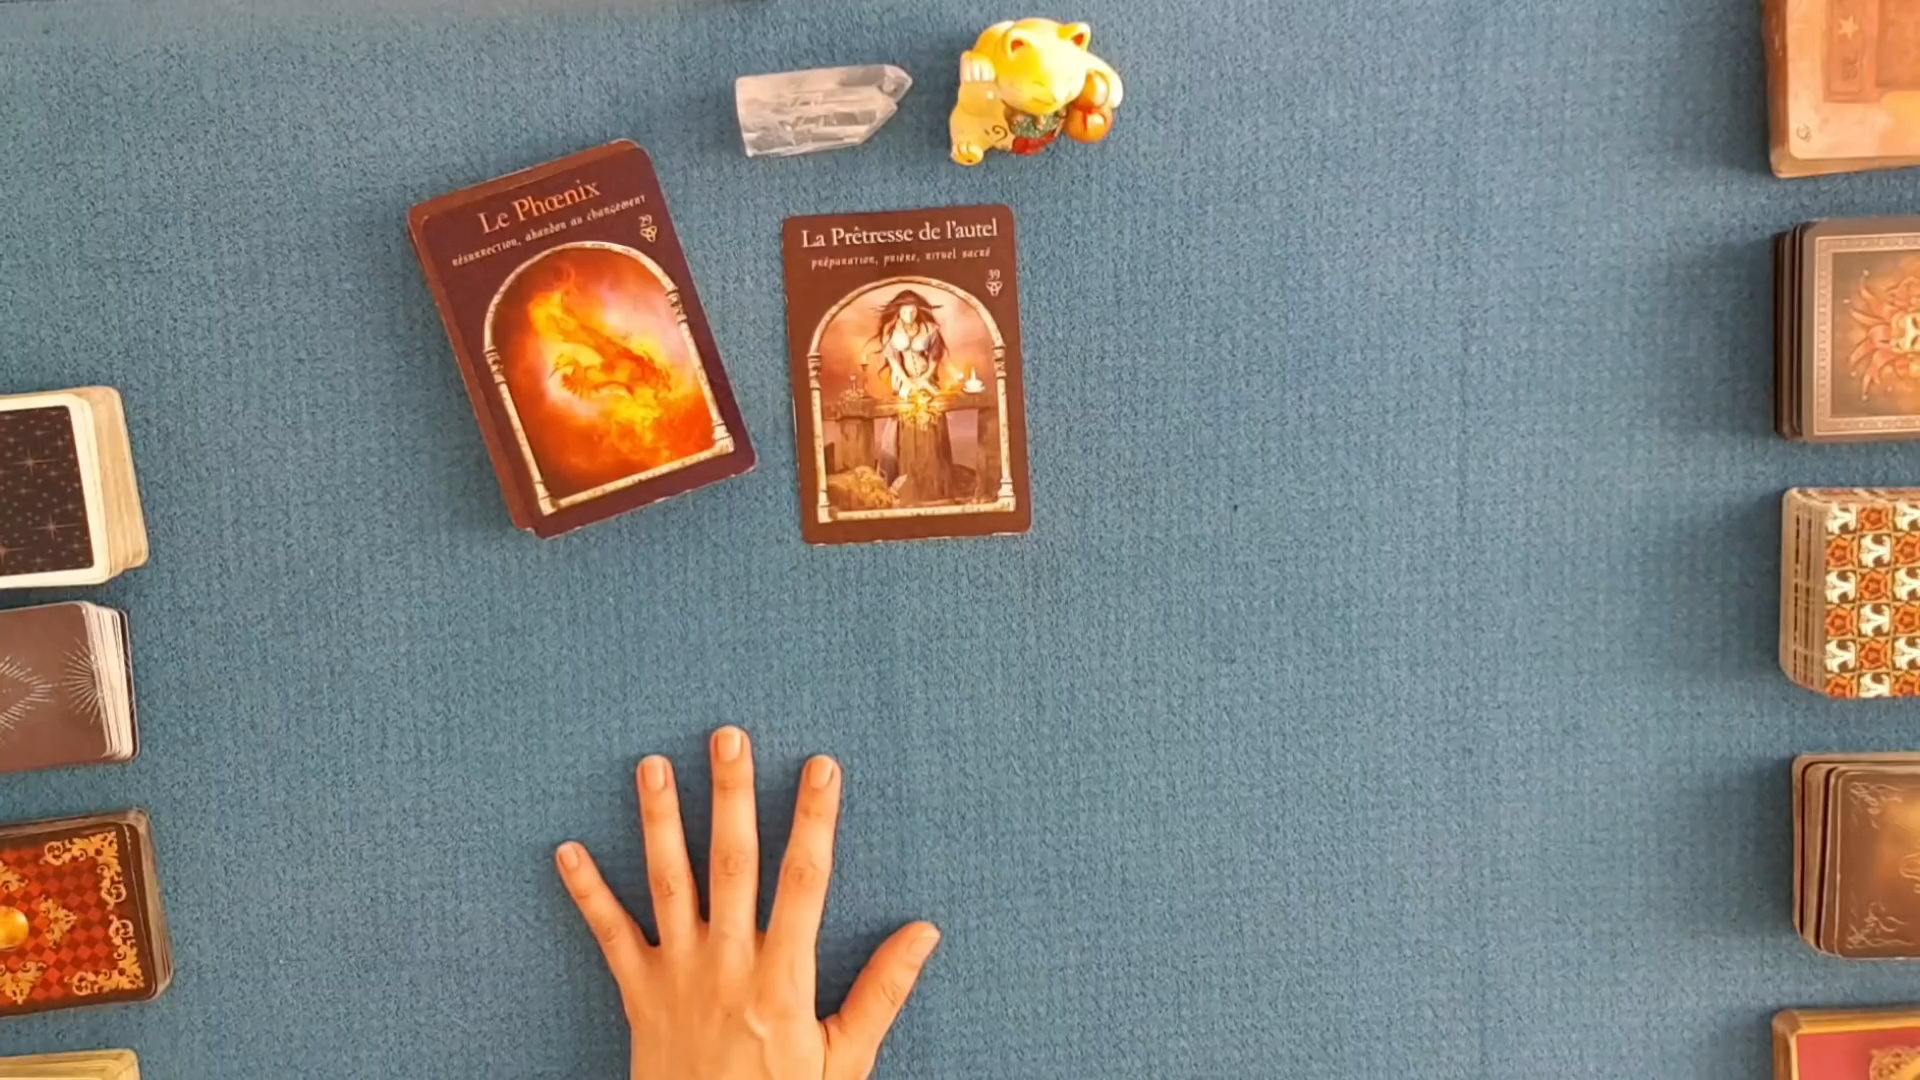 Le Phœnix
résurrection, abandon au changement
29
La Prêtresse de l'autel
préparation, prière, rituel sacré
39